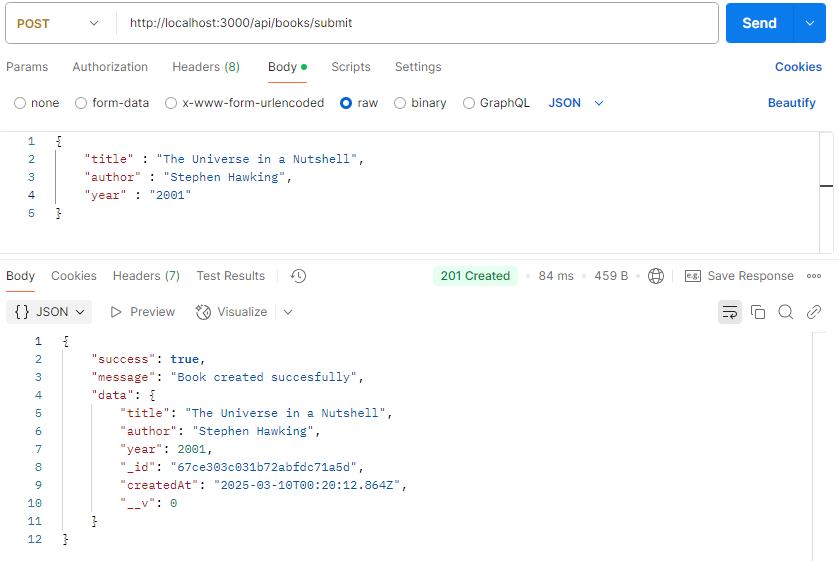 POST http://localhost:3000/api/books/submit Send
Params Authorization Headers (8) Body Scripts Settings Cookies
none form-data x-www-form-urlencoded raw binary GraphQL JSON Beautify
1 {
2 "title" : "The Universe in a Nutshell",
3 "author" : "Stephen Hawking",
4 "year" : "2001"
5 }
Body Cookies Headers (7) Test Results 201 Created 84 ms 459 B e.g. Save Response
{} JSON Preview Visualize
1 {
2 "success": true,
3 "message": "Book created succesfully",
4 "data": {
5 "title": "The Universe in a Nutshell",
6 "author": "Stephen Hawking",
7 "year": 2001,
8 "_id": "67ce303c031b72abfdc71a5d",
9 "createdAt": "2025-03-10T00:20:12.864Z",
10 "__v": 0
11 }
12 }